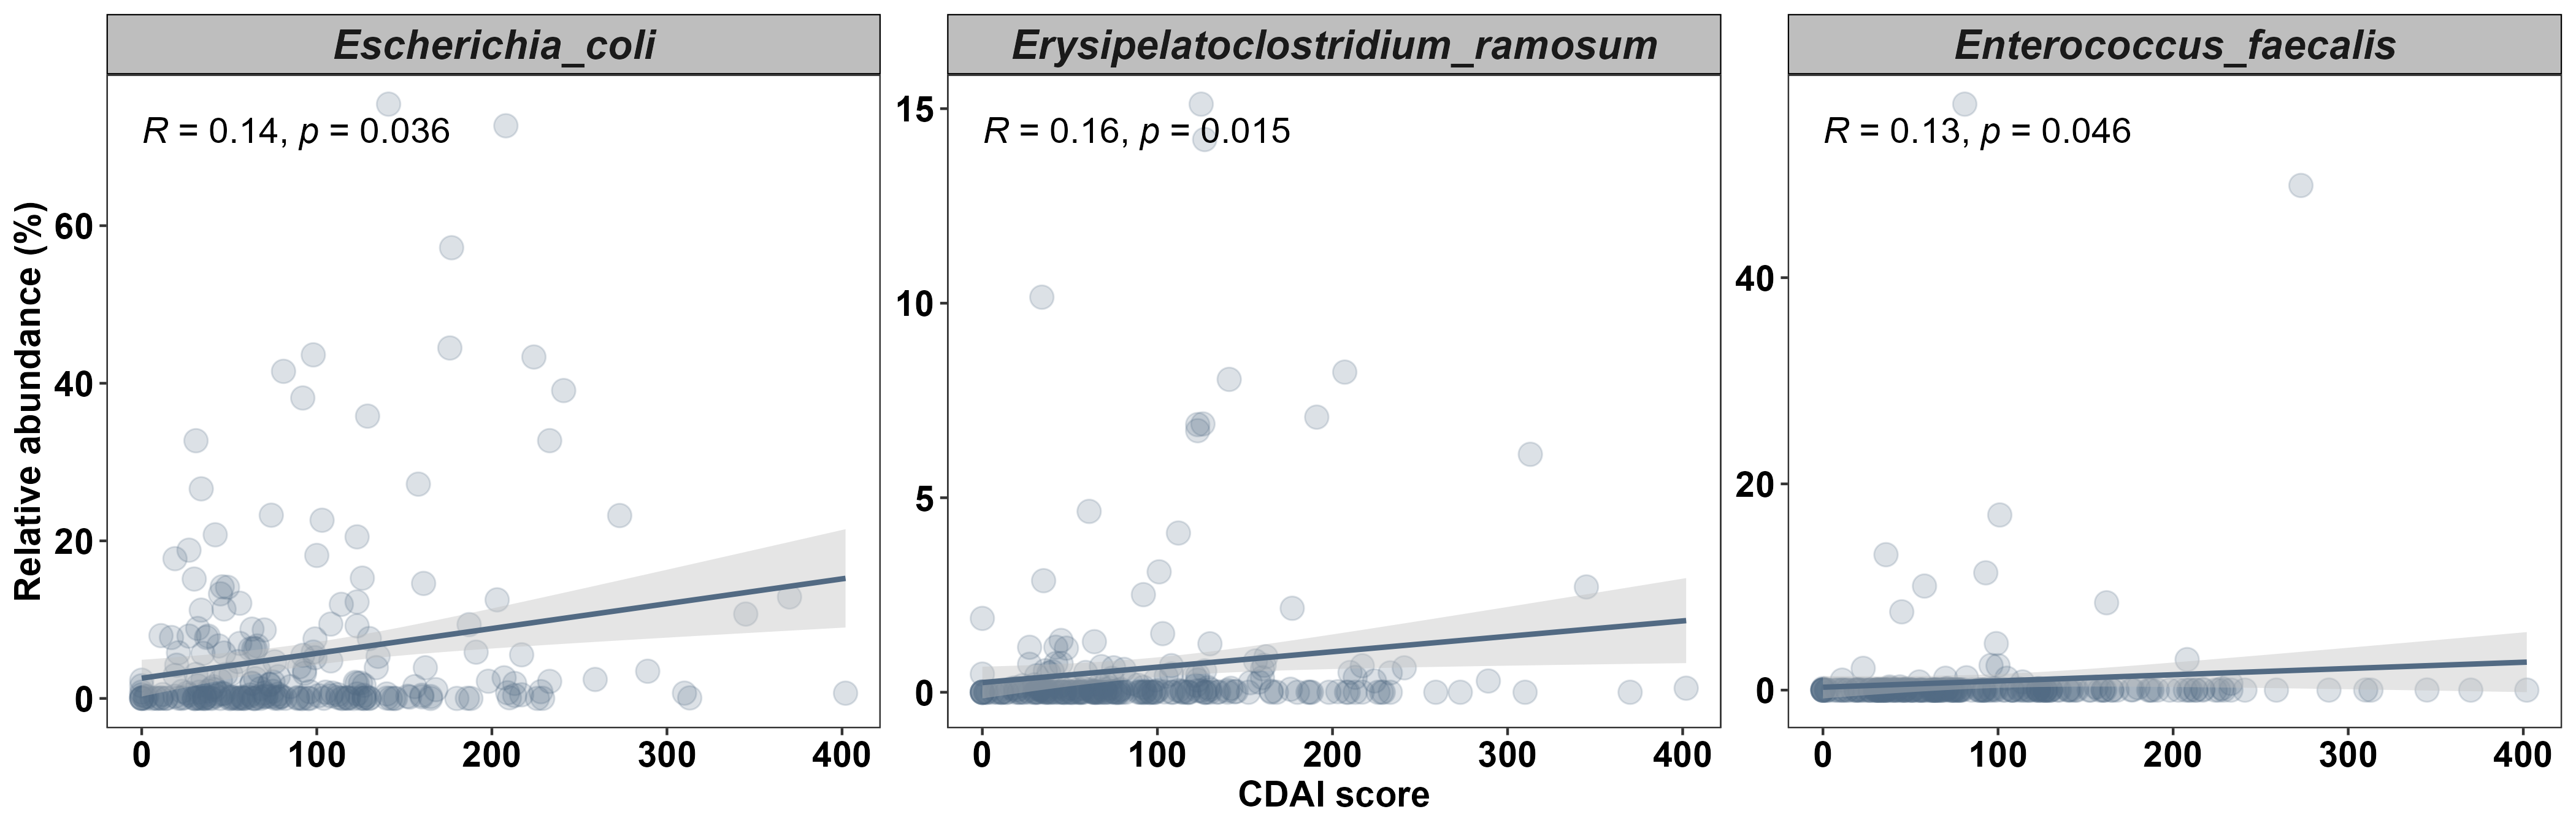 Escherichia_coli
Erysipelatoclostridium_ramosum
Enterococcus_faecalis
Relative abundance (%)
R = 0.14, p = 0.036
60
40
20
0
0 100 200 300 400
R = 0.16, p = 0.015
15
10
5
0
0 100 200 300 400
R = 0.13, p = 0.046
40
20
0
0 100 200 300 400
CDAI score